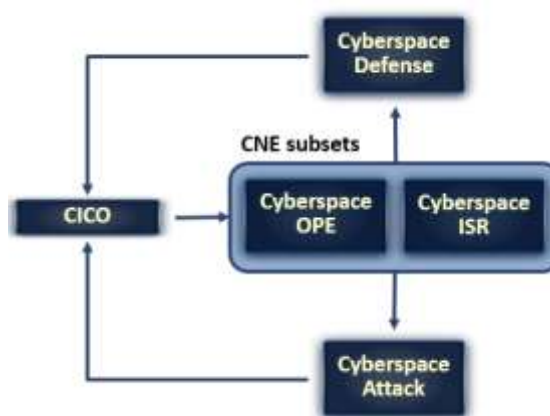 Cyberspace
Defense
CNE subsets
CICO
Cyberspace
OPE
Cyberspace
ISR
Cyberspace
Attack